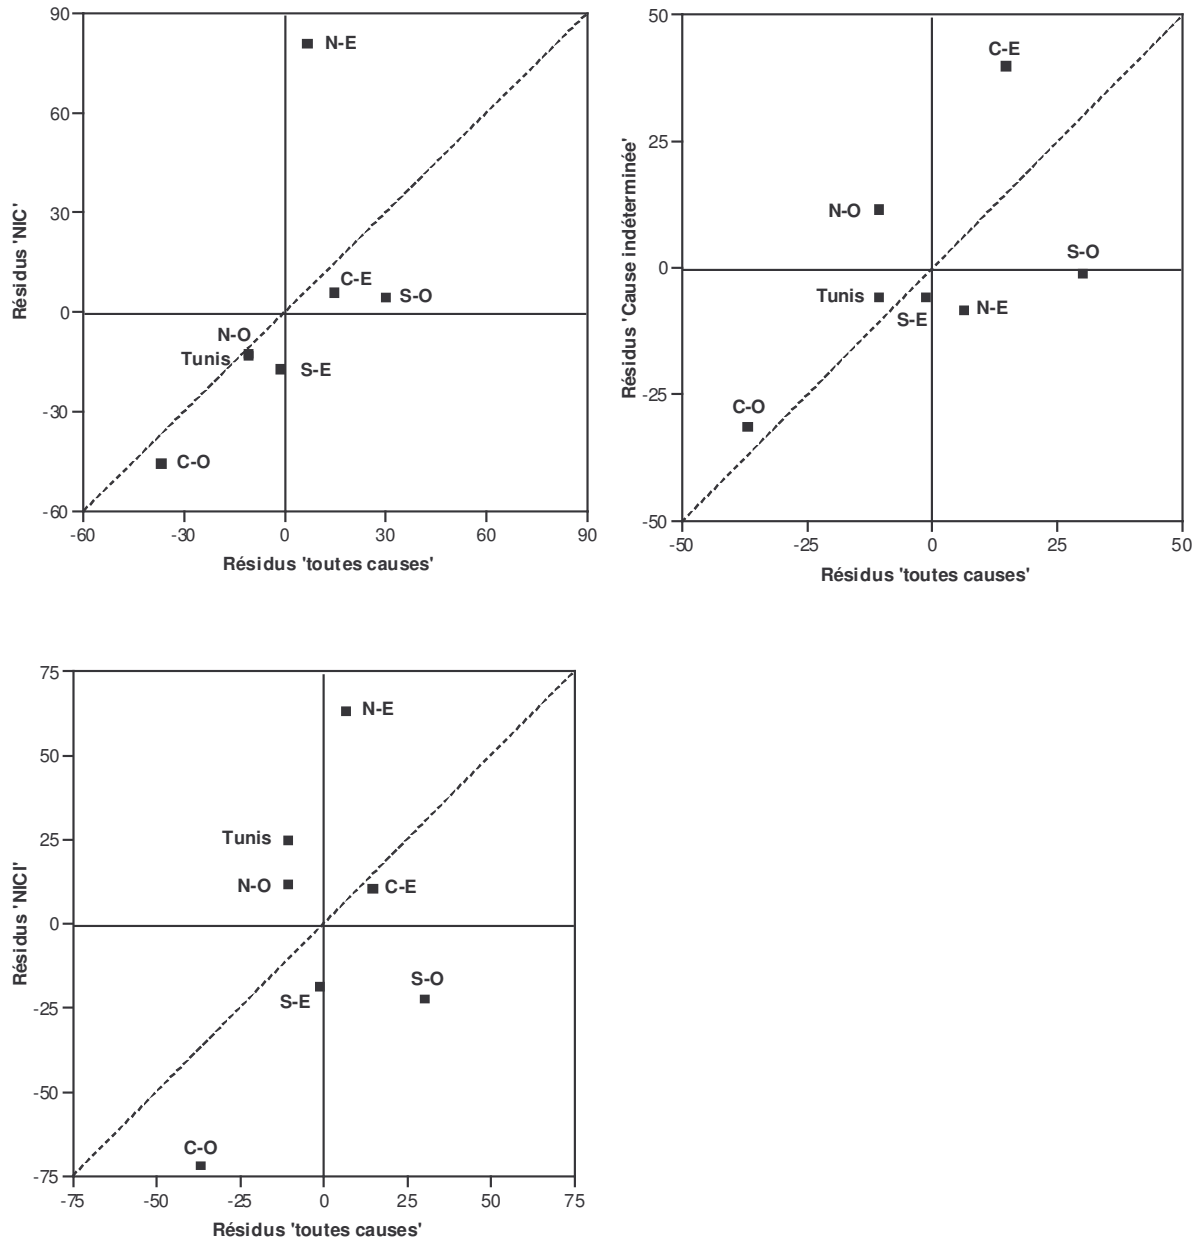 90
60
30
0
-30
-60
Résidus 'NIC'
N-E
C-E
S-O
N-O
Tunis
S-E
C-O
-60
-30
0
30
60
90
Résidus 'toutes causes'
50
25
0
-25
-50
Résidus 'Cause indéterminée'
C-E
N-O
S-O
Tunis
S-E
N-E
C-O
-50
-25
0
25
50
Résidus 'toutes causes'
75
50
25
0
-25
-50
-75
Résidus 'NICI'
N-E
Tunis
N-O
C-E
S-O
S-E
C-O
-75
-50
-25
0
25
50
75
Résidus 'toutes causes'